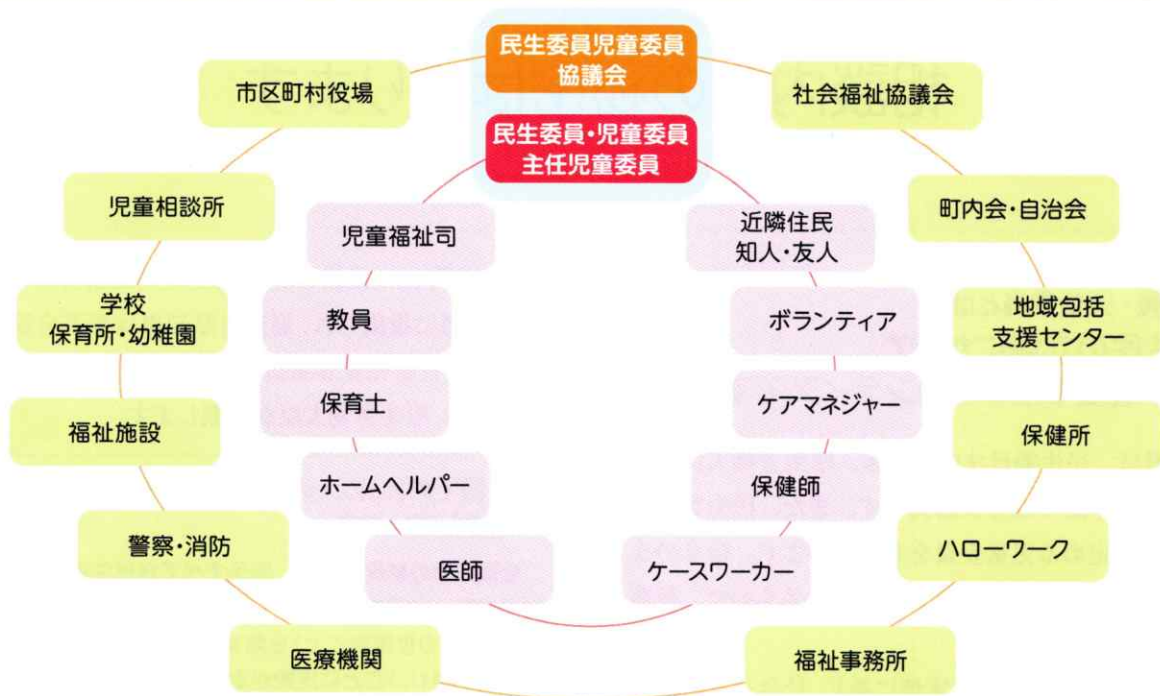 民生委員児童委員
協議会
市区町村役場
社会福祉協議会
民生委員・児童委員
主任児童委員
児童相談所
町内会・自治会
児童福祉司
近隣住民
知人・友人
学校
保育所・幼稚園
教員
ボランティア
地域包括
支援センター
福祉施設
保育士
ケアマネジャー
保健所
ホームヘルパー
保健師
警察・消防
ハローワーク
医師
ケースワーカー
医療機関
福祉事務所